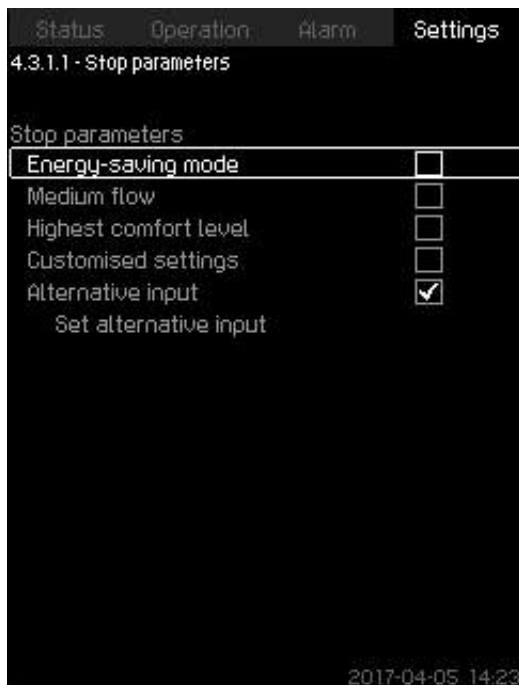 Status Operation Alarm Settings
4.3.1.1 - Stop parameters
Stop parameters
Energy-saving mode
Medium flow
Highest comfort level
Customised settings
Alternative input
Set alternative input
2017-04-05 14:23